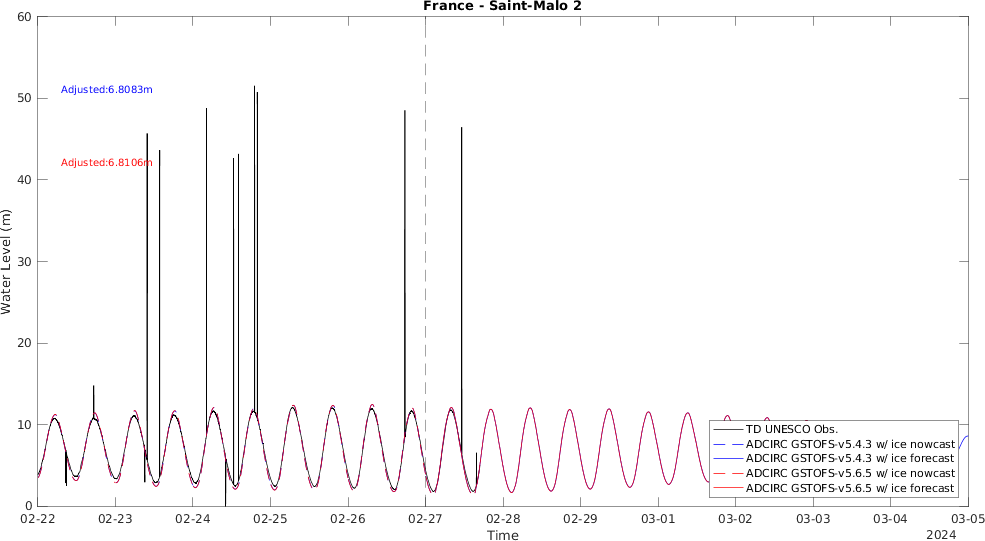 France - Saint-Malo 2
60
50
40
30
20
10
0
Water Level (m)
Adjusted:6.8083m
Adjusted:6.8106m
TD UNESCO Obs.
ADCIRC GSTOFS-v5.4.3 w/ ice nowcast
ADCIRC GSTOFS-v5.4.3 w/ ice forecast
ADCIRC GSTOFS-v5.6.5 w/ ice nowcast
ADCIRC GSTOFS-v5.6.5 w/ ice forecast
02-22 02-23 02-24 02-25 02-26 02-27 02-28 02-29 03-01 03-02 03-03 03-04 03-05
Time
2024